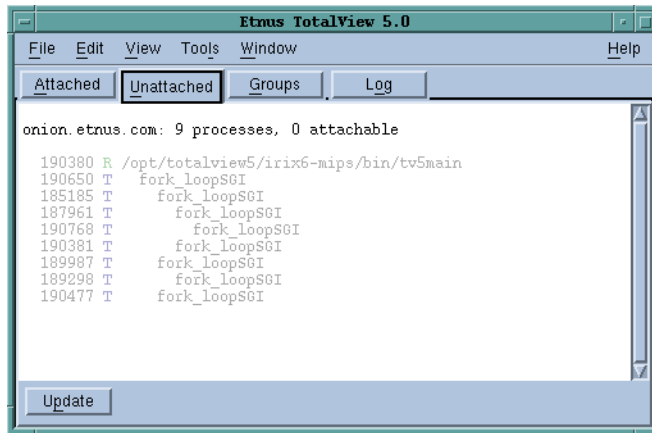 Etnus TotalView 5.0
File Edit View Tools Window Help
Attached Unattached Groups Log
onion.etnus.com: 9 processes, 0 attachable
190380 R /opt/totalview5/irix6-mips/bin/tv5main
190650 T fork_loopSGI
185185 T fork_loopSGI
187961 T fork_loopSGI
190768 T fork_loopSGI
190381 T fork_loopSGI
189987 T fork_loopSGI
189298 T fork_loopSGI
190477 T fork_loopSGI
Update